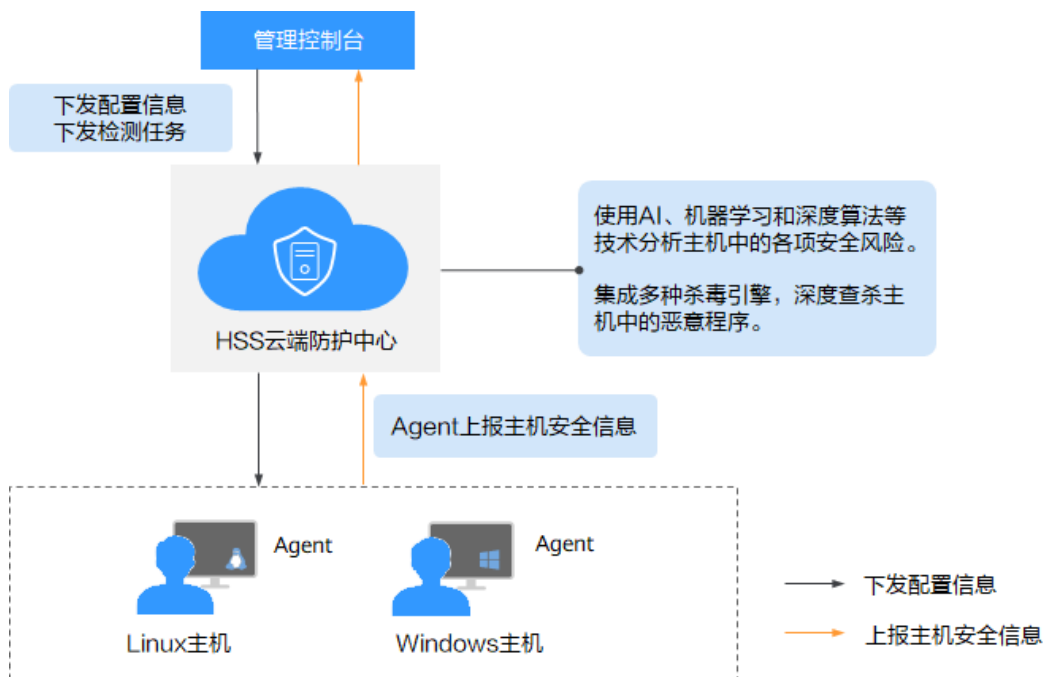 管理控制台
下发配置信息
下发检测任务
使用AI、机器学习和深度算法等
技术分析主机中的各项安全风险。
集成多种杀毒引擎，深度查杀主
机中的恶意程序。
HSS云端防护中心
Agent上报主机安全信息
Agent
Agent
Linux主机
Windows主机
下发配置信息
上报主机安全信息